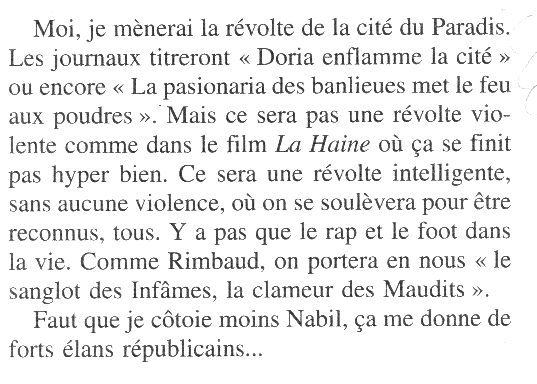 Moi, je mènerai la révolte de la cité du Paradis.
Les journaux titreront « Doria enflamme la cité »
ou encore « La pasionaria des banlieues met le feu
aux poudres ». Mais ce sera pas une révolte vio-
lente comme dans le film La Haine où ça se finit
pas hyper bien. Ce sera une révolte intelligente,
sans aucune violence, où on se soulèvera pour être
reconnus, tous. Y a pas que le rap et le foot dans
la vie. Comme Rimbaud, on portera en nous « le
sanglot des Infâmes, la clameur des Maudits ».
Faut que je côtoie moins Nabil, ça me donne de
forts élans républicains...